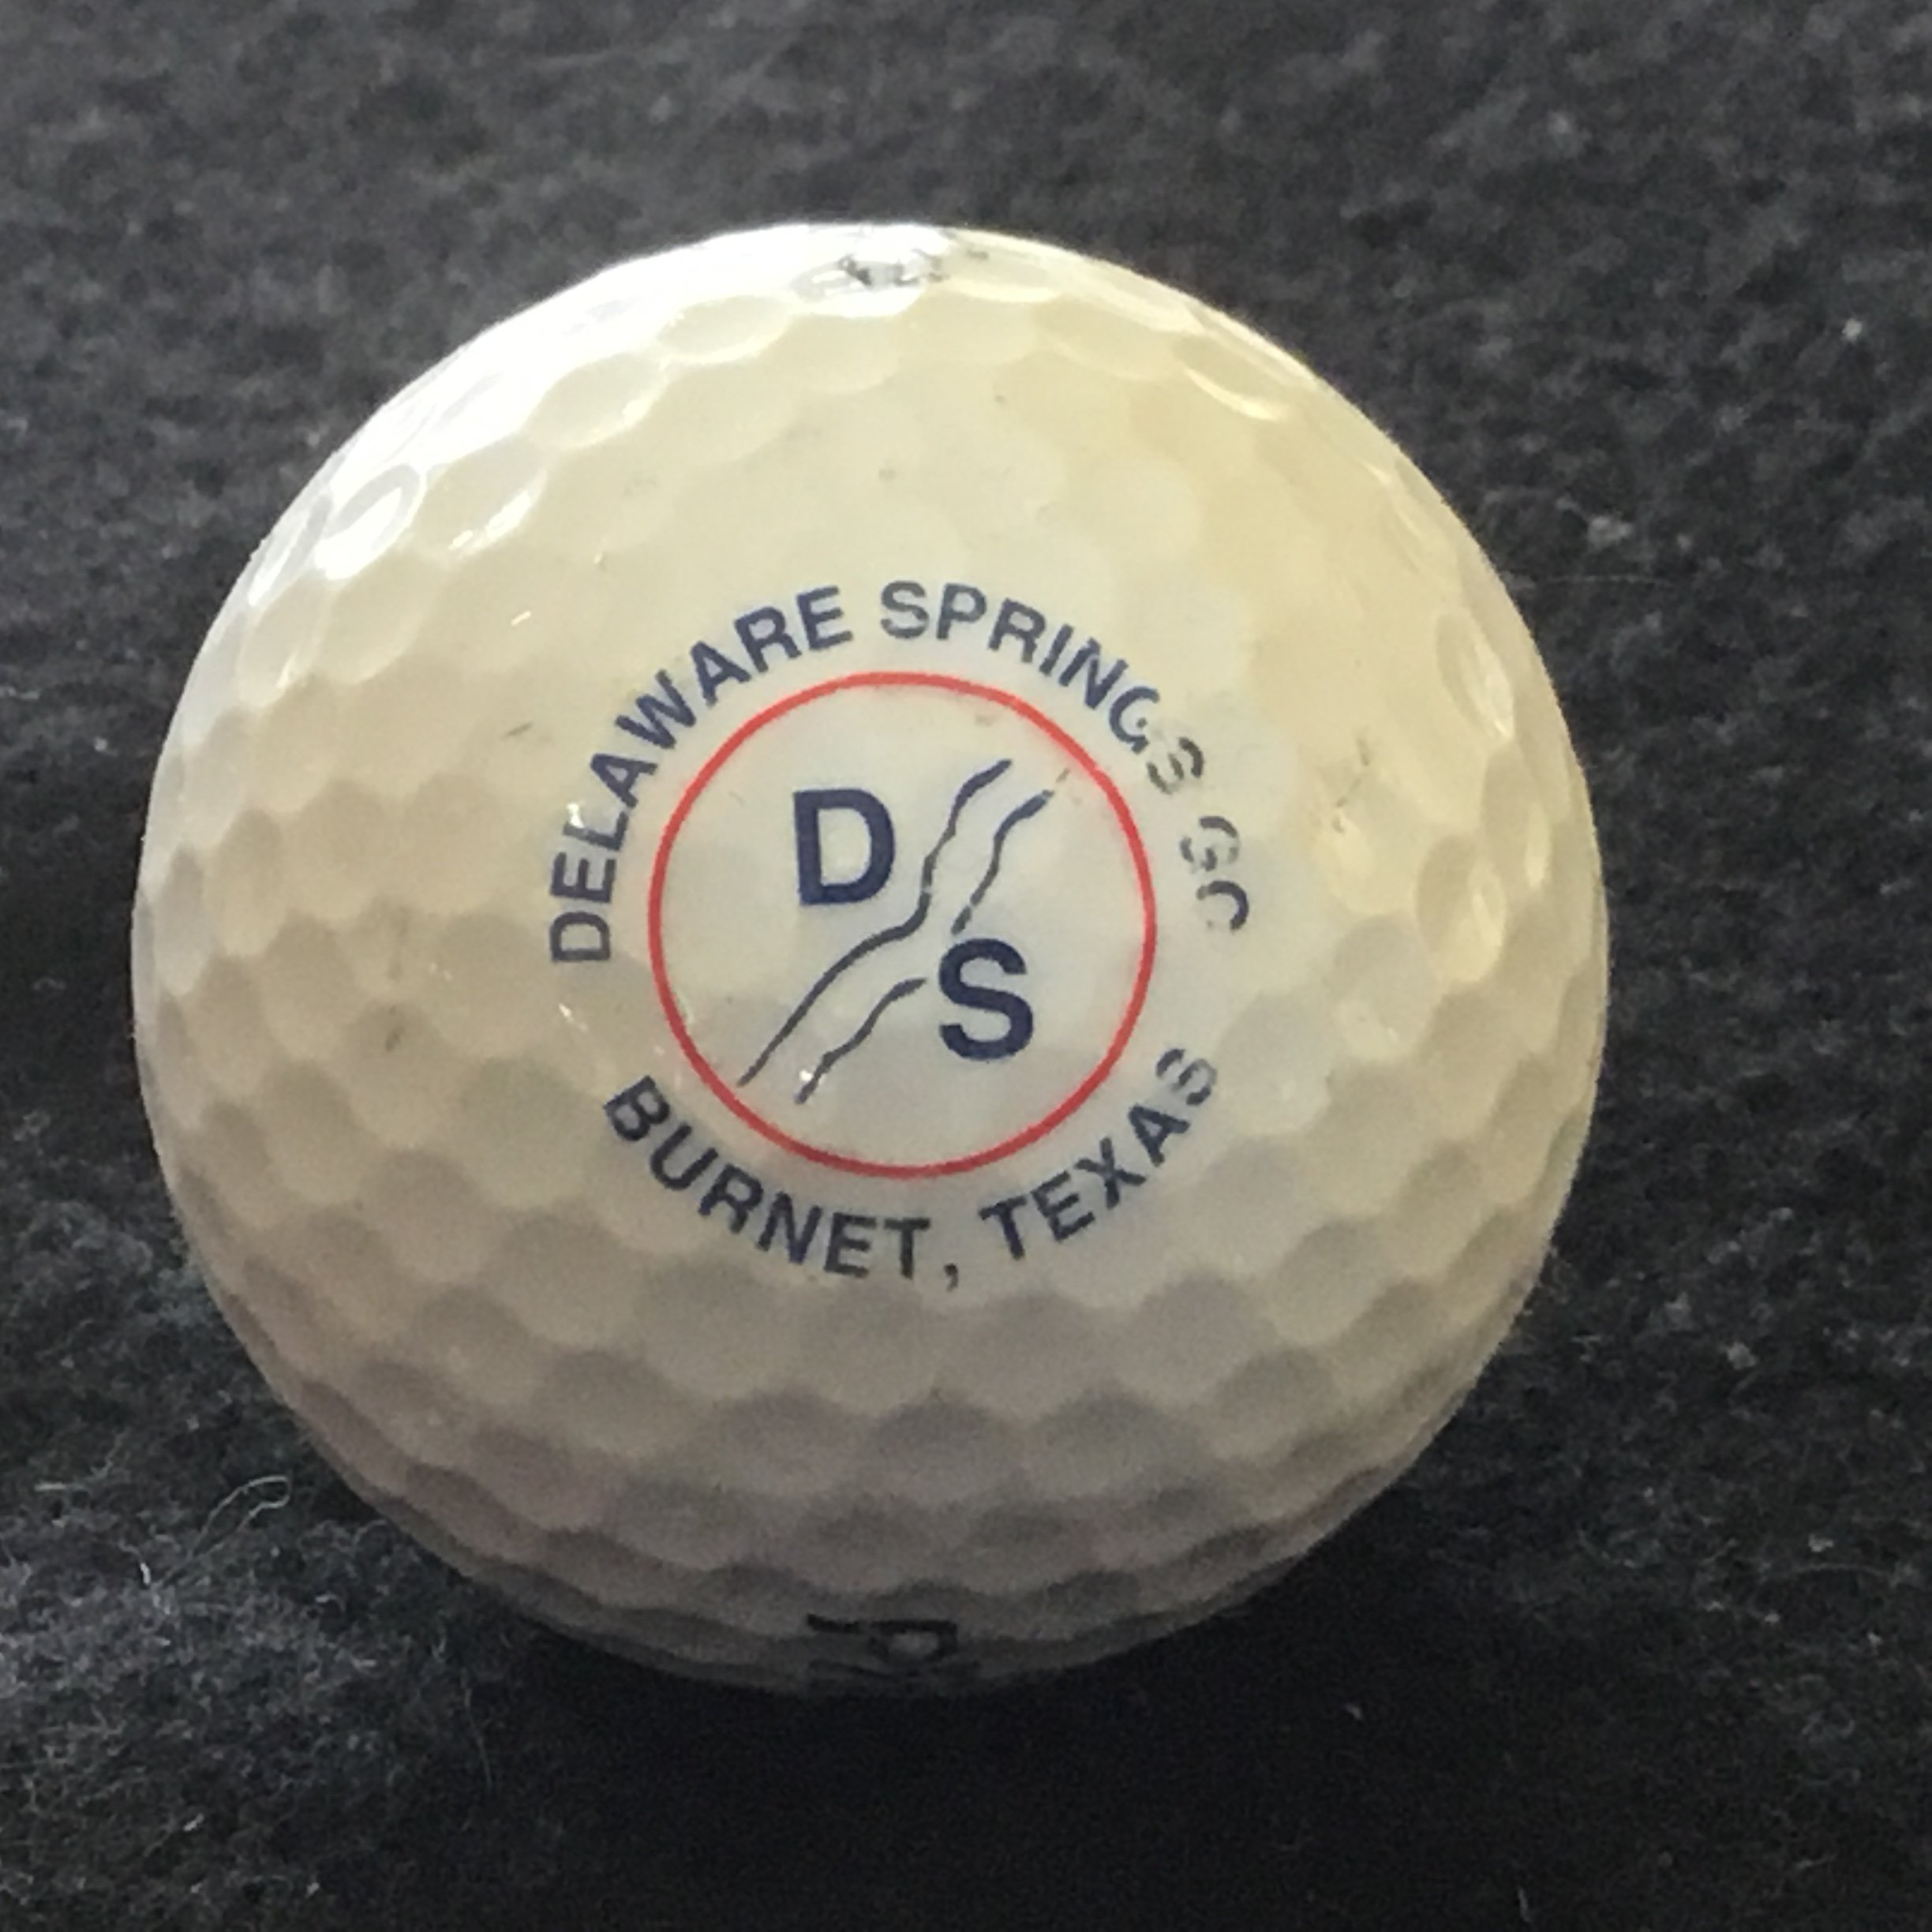 DELAWARE SPRINGS GC
D
S
BURNET, TEXAS